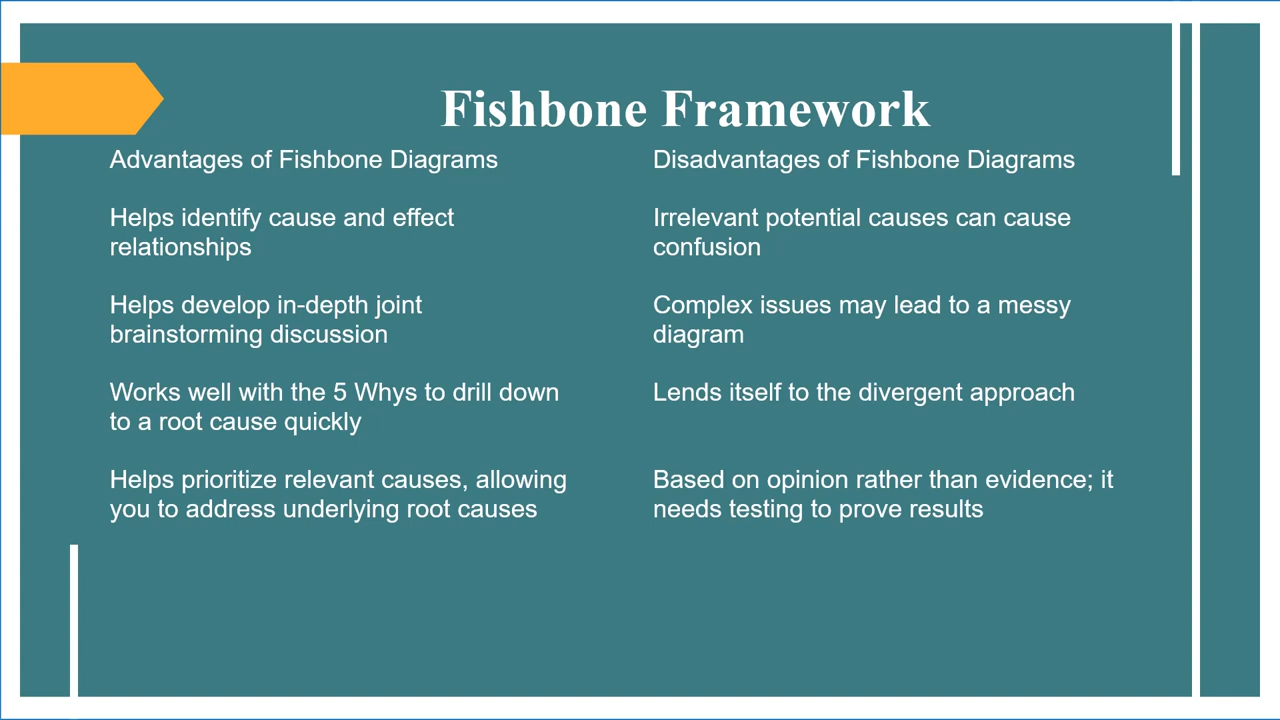 Fishbone Framework
Advantages of Fishbone Diagrams
Helps identify cause and effect
relationships
Helps develop in-depth joint
brainstorming discussion
Works well with the 5 Whys to drill down
to a root cause quickly
Helps prioritize relevant causes, allowing
you to address underlying root causes
Disadvantages of Fishbone Diagrams
Irrelevant potential causes can cause
confusion
Complex issues may lead to a messy
diagram
Lends itself to the divergent approach
Based on opinion rather than evidence; it
needs testing to prove results